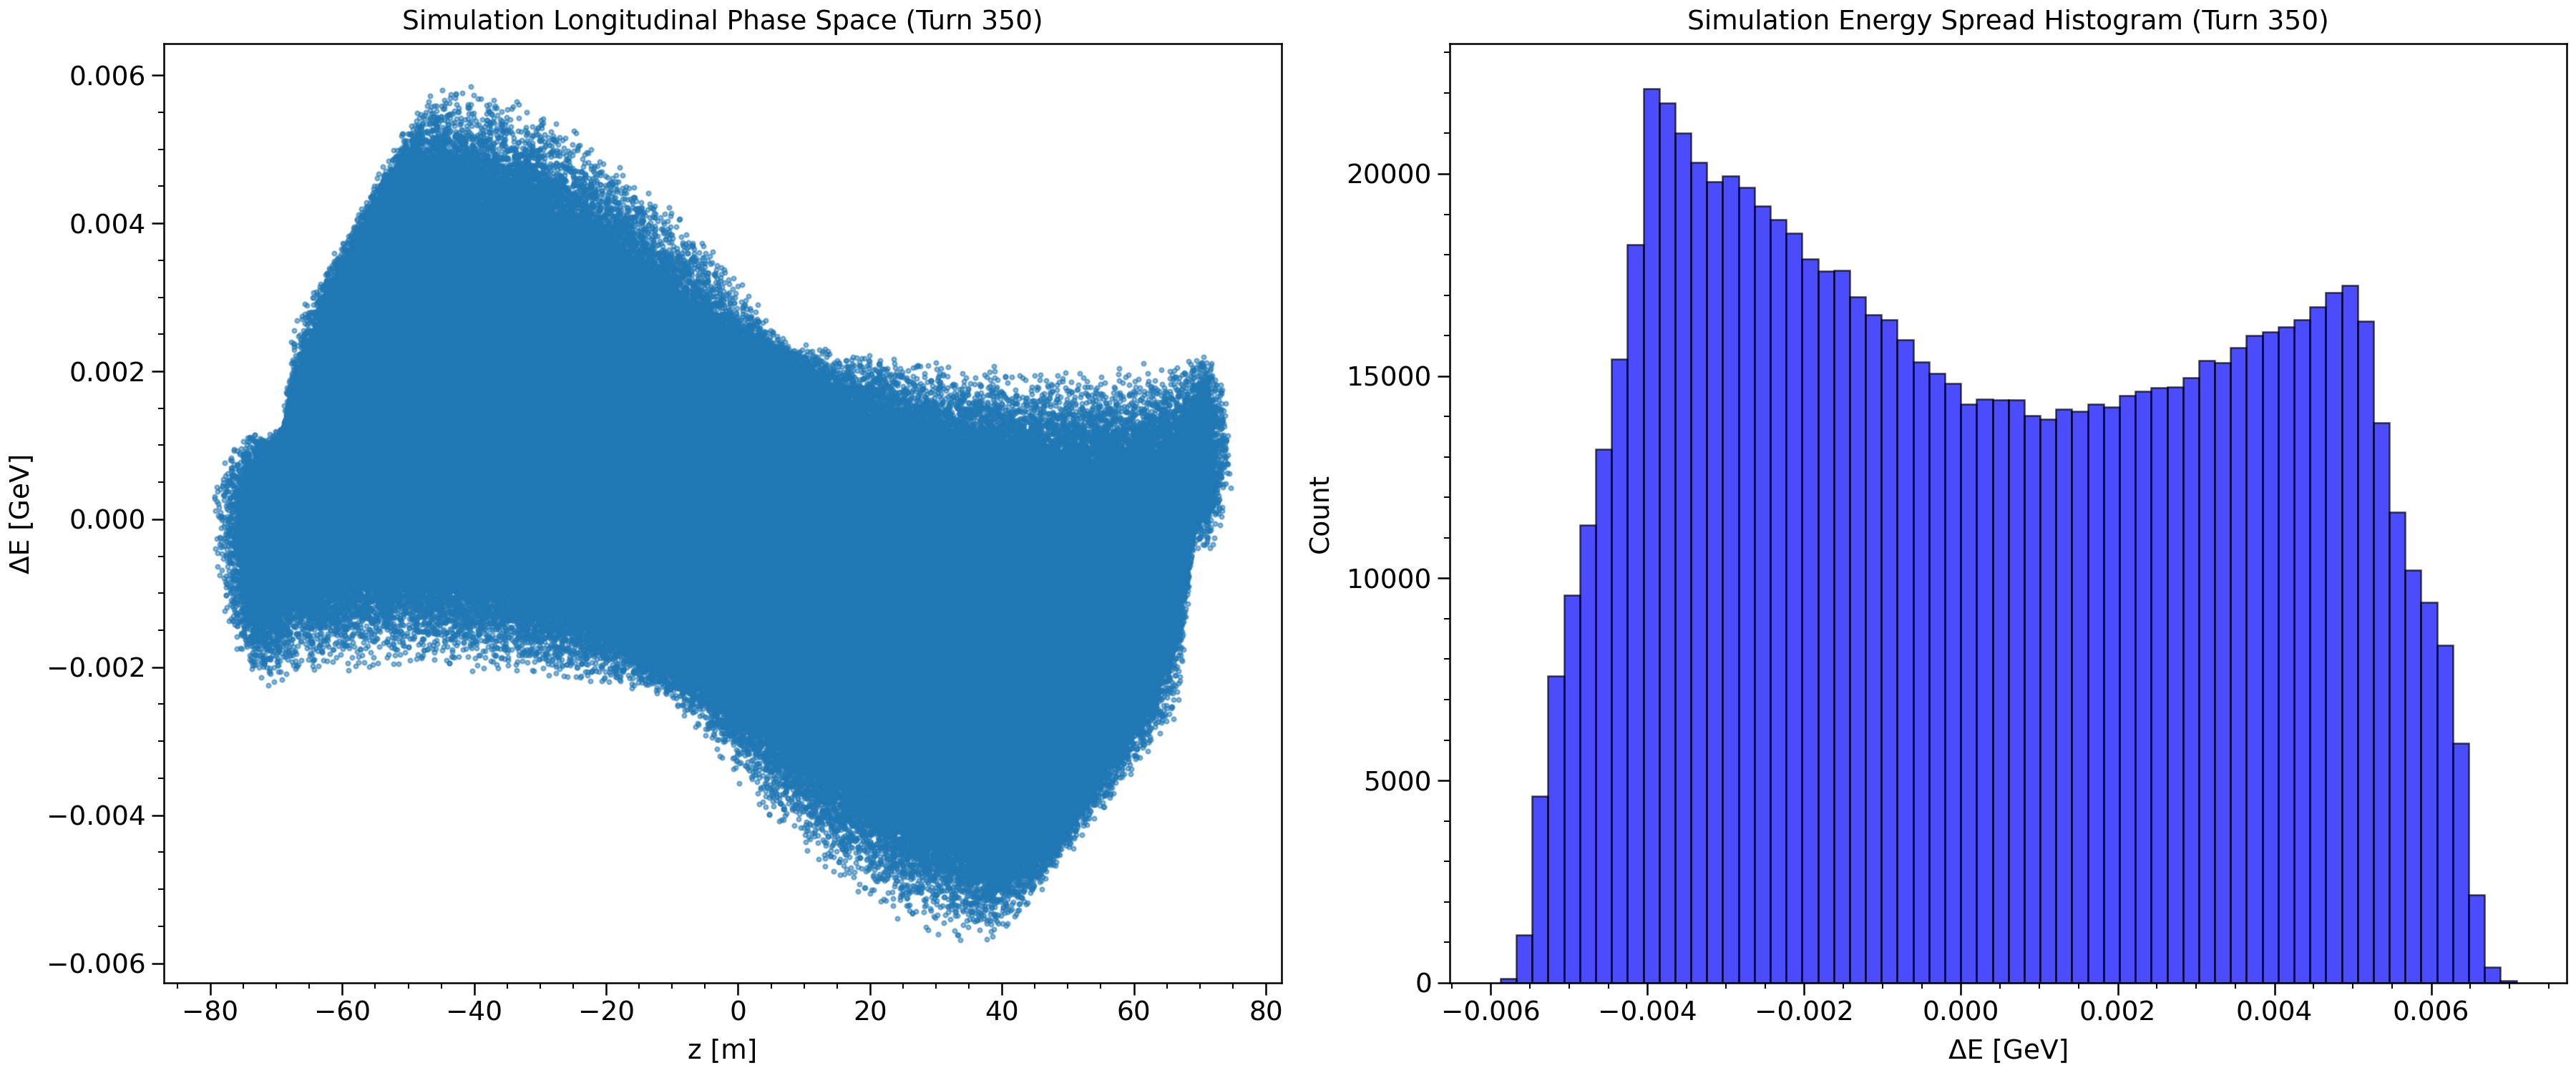 Simulation Longitudinal Phase Space (Turn 350)
0.006
0.004
0.002
0.000
−0.002
−0.004
−0.006
ΔE [GeV]
−80 −60 −40 −20 0 20 40 60 80
z [m]
Simulation Energy Spread Histogram (Turn 350)
20000
15000
10000
5000
0
Count
−0.006 −0.004 −0.002 0.000 0.002 0.004 0.006
ΔE [GeV]